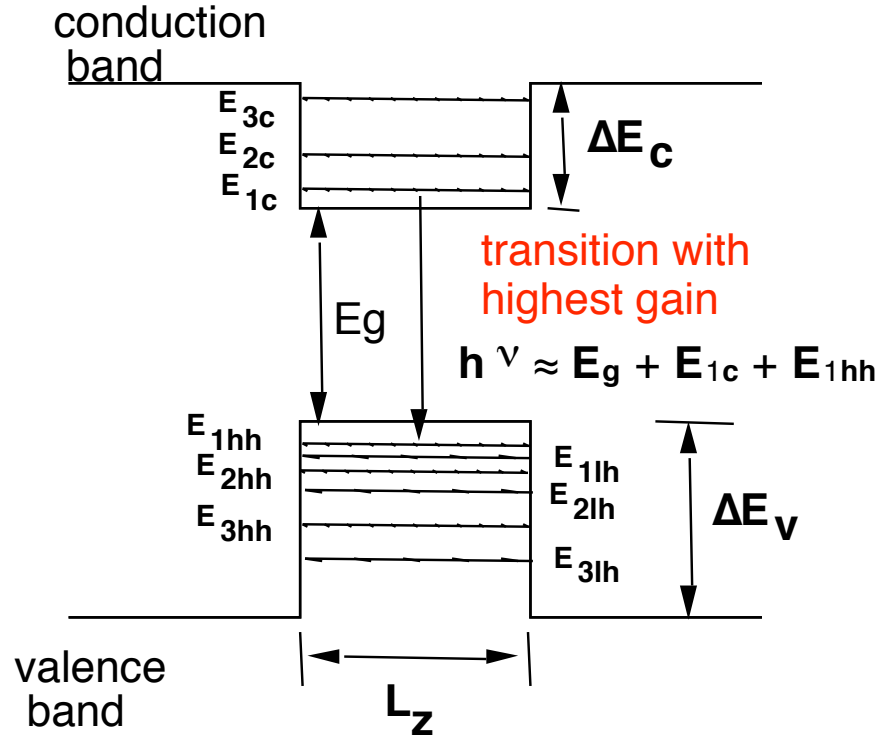 conduction
band
E3c
E2c
E1c
ΔEc
transition with
highest gain
Eg
hν ≈ Eg + E1c + E1hh
E1hh
E2hh
E3hh
E1lh
E2lh
E3lh
ΔEv
valence
band
Lz